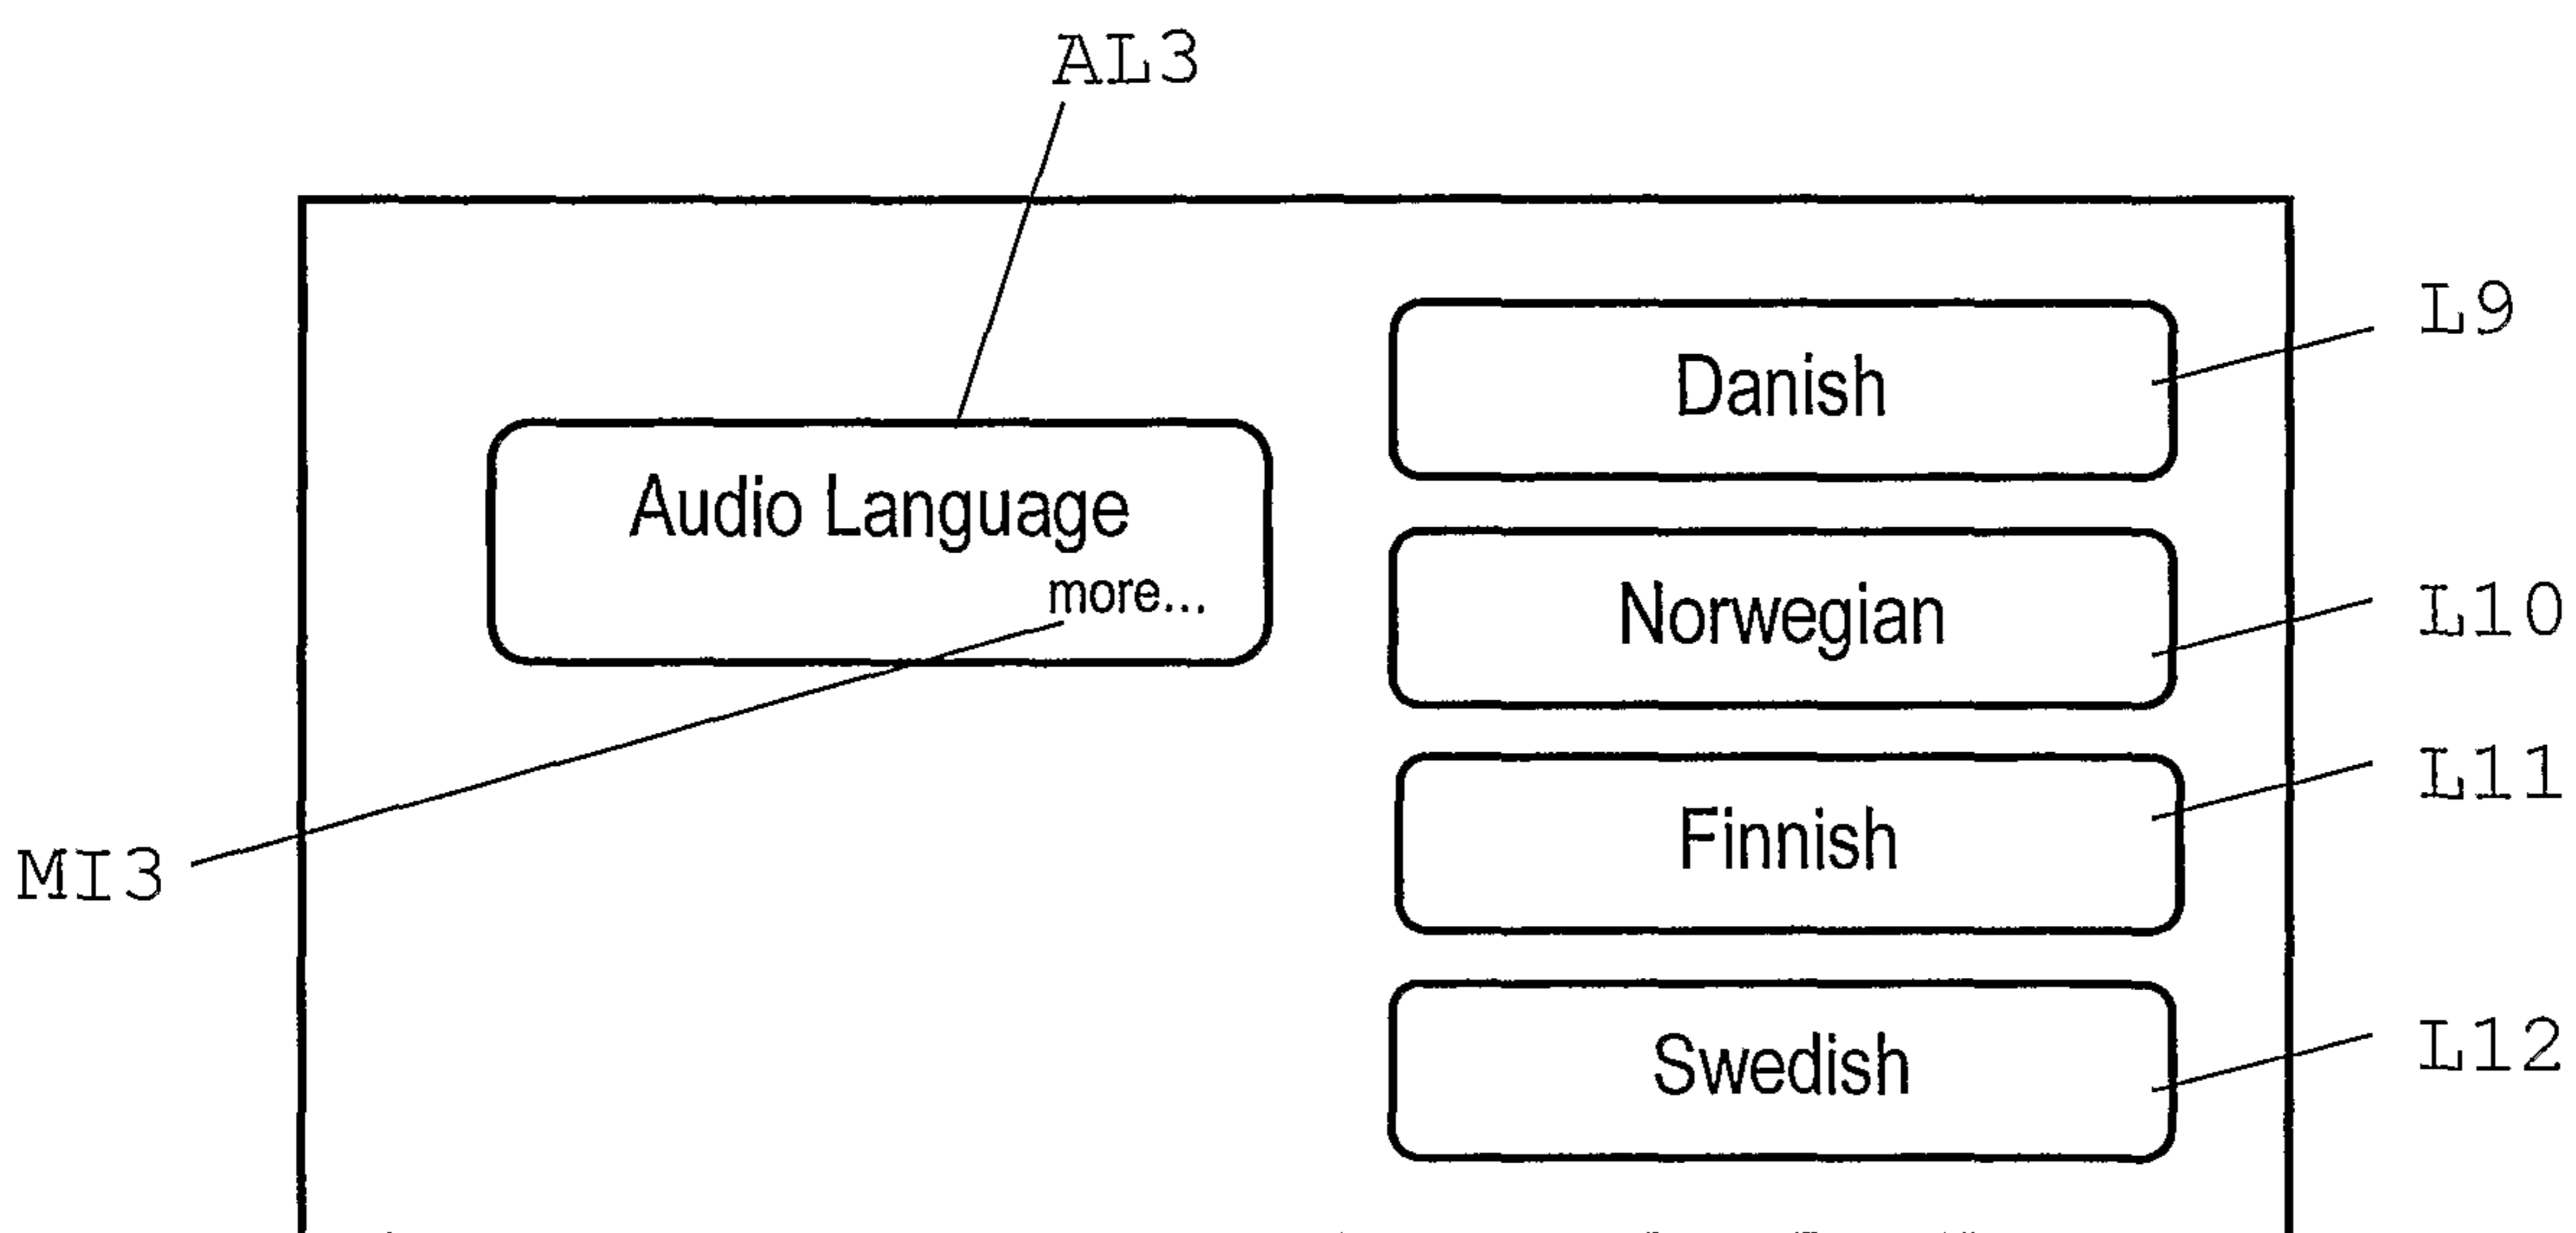 AL3
L9
Danish
Audio Language
more...
Norwegian
L10
L11
Finnish
MI3
Swedish
L12